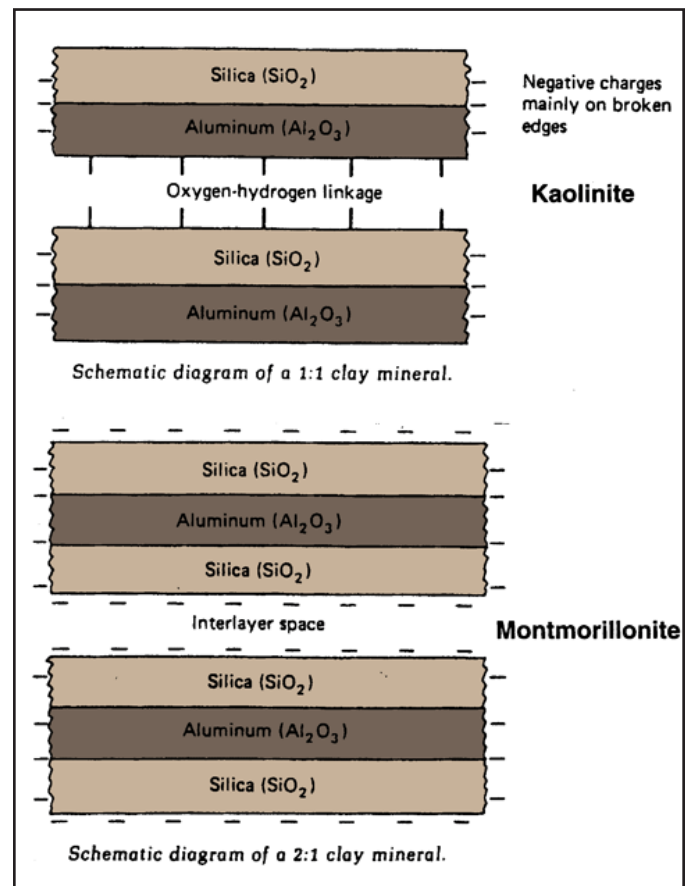 Silica (SiO₂)
Negative charges
mainly on broken
edges
Aluminum (Al₂O₃)
Oxygen-hydrogen linkage
Kaolinite
Silica (SiO₂)
Aluminum (Al₂O₃)
Schematic diagram of a 1:1 clay mineral.
Silica (SiO₂)
Aluminum (Al₂O₃)
Silica (SiO₂)
Interlayer space
Montmorillonite
Silica (SiO₂)
Aluminum (Al₂O₃)
Silica (SiO₂)
Schematic diagram of a 2:1 clay mineral.